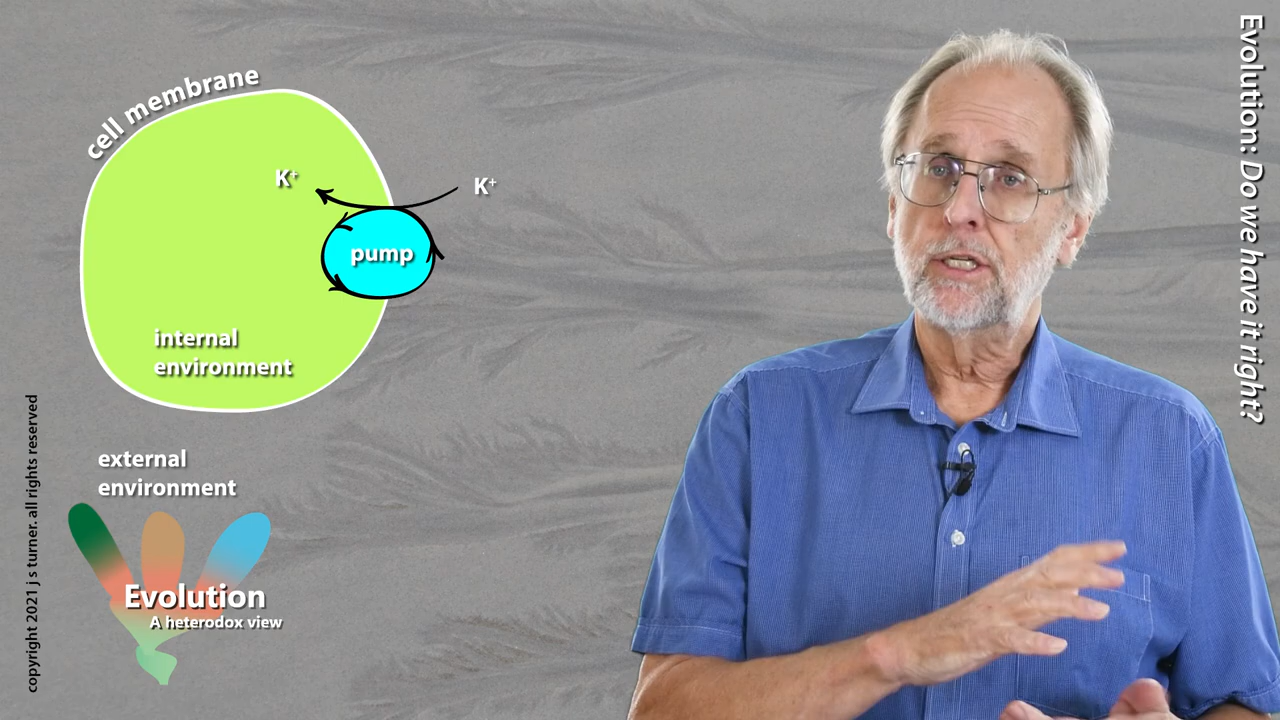 cell membrane
K⁺
K⁺
pump
internal
environment
external
environment
Evolution
A heterodox view
copyright 2021 j s turner. all rights reserved
Evolution: Do we have it right?